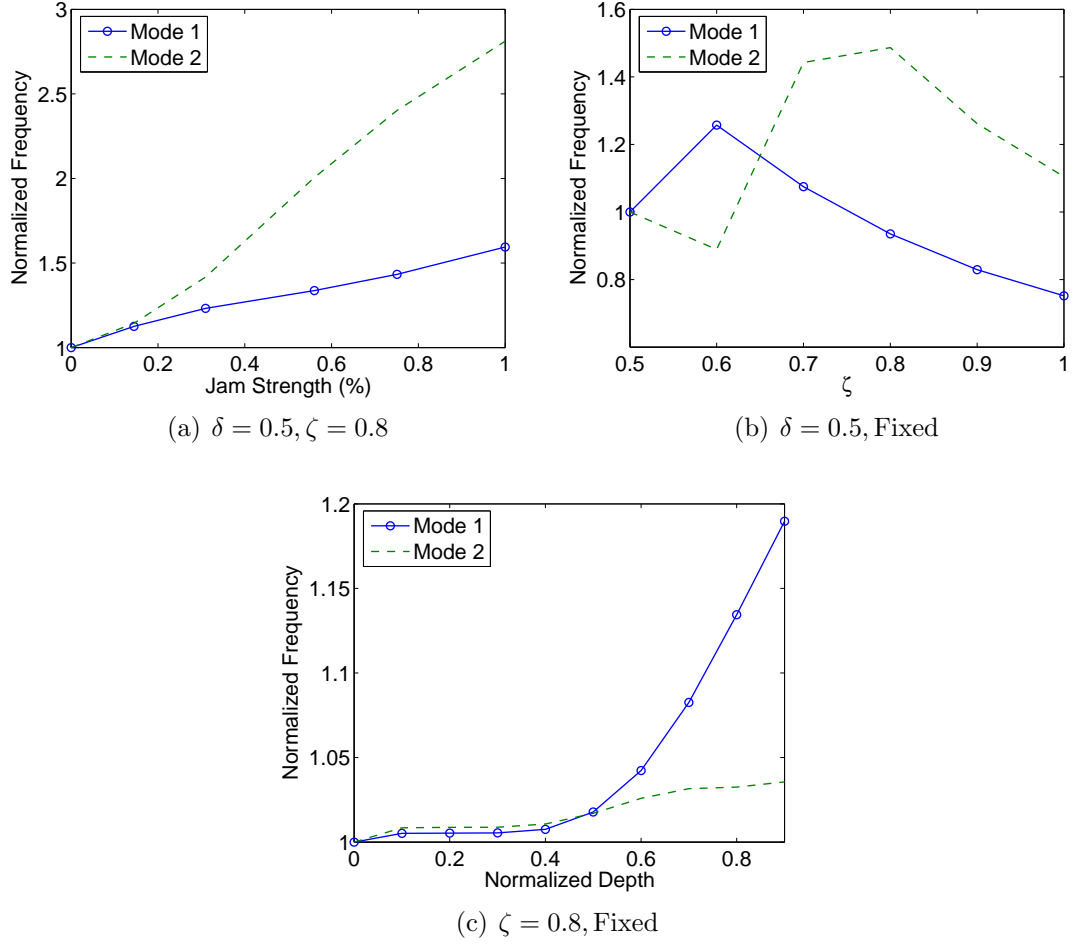 3
2.5
2
1.5
1
0 0.2 0.4 0.6 0.8 1
Normalized Frequency
Jam Strength (%)
Mode 1
Mode 2
(a) δ = 0.5, ζ = 0.8
1.6
1.4
1.2
1
0.8
0.5 0.6 0.7 0.8 0.9 1
Normalized Frequency
ζ
Mode 1
Mode 2
(b) δ = 0.5, Fixed
1.2
1.15
1.1
1.05
1
0 0.2 0.4 0.6 0.8
Normalized Frequency
Normalized Depth
Mode 1
Mode 2
(c) ζ = 0.8, Fixed